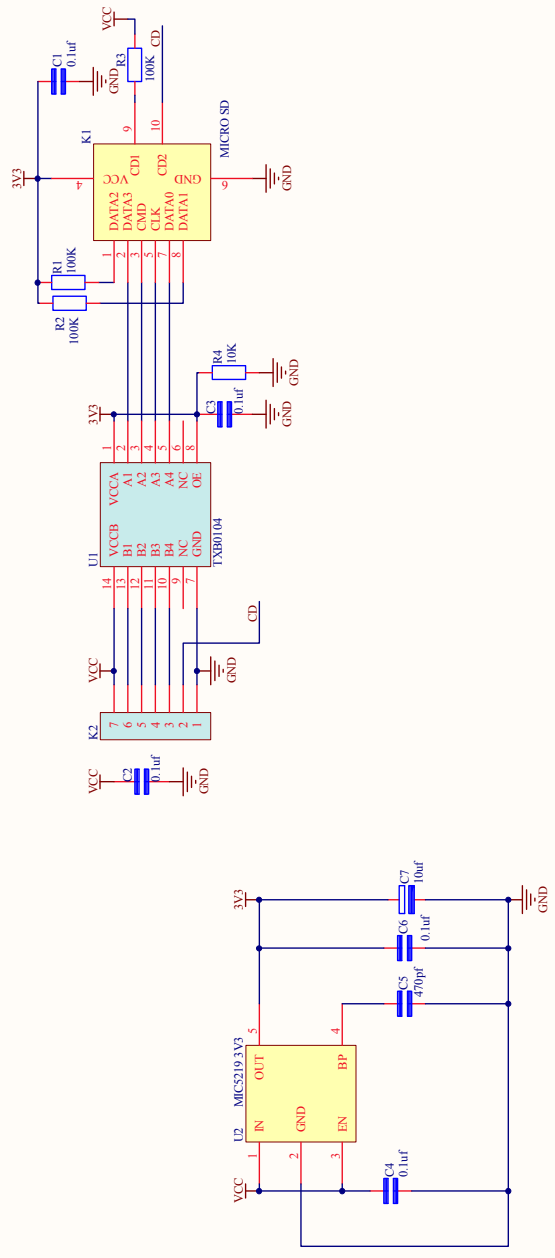 VCC
R3
100K
CD
C1
0.1uf
GND
3V3
K1
MICRO SD
9
10
CD1
CD2
4
VCC
GND
6
GND
DATA2
DATA3
CMD
CLK
DATA0
DATA1
1
2
3
5
7
8
R1
100K
R2
100K
R4
10K
GND
C3
0.1uf
GND
3V3
1
2
3
4
5
6
8
VCCA
A1
A2
A3
A4
NC
OE
U1
TXB0104
VCCB
B1
B2
B3
B4
NC
GND
14
13
12
11
10
9
7
CD
VCC
GND
K2
7
6
5
4
3
2
1
VCC
C2
0.1uf
GND
3V3
C7
10uf
GND
C6
0.1uf
C5
470pf
5
4
U2
MIC5219 3V3
OUT
BP
IN
GND
EN
1
2
3
VCC
C4
0.1uf